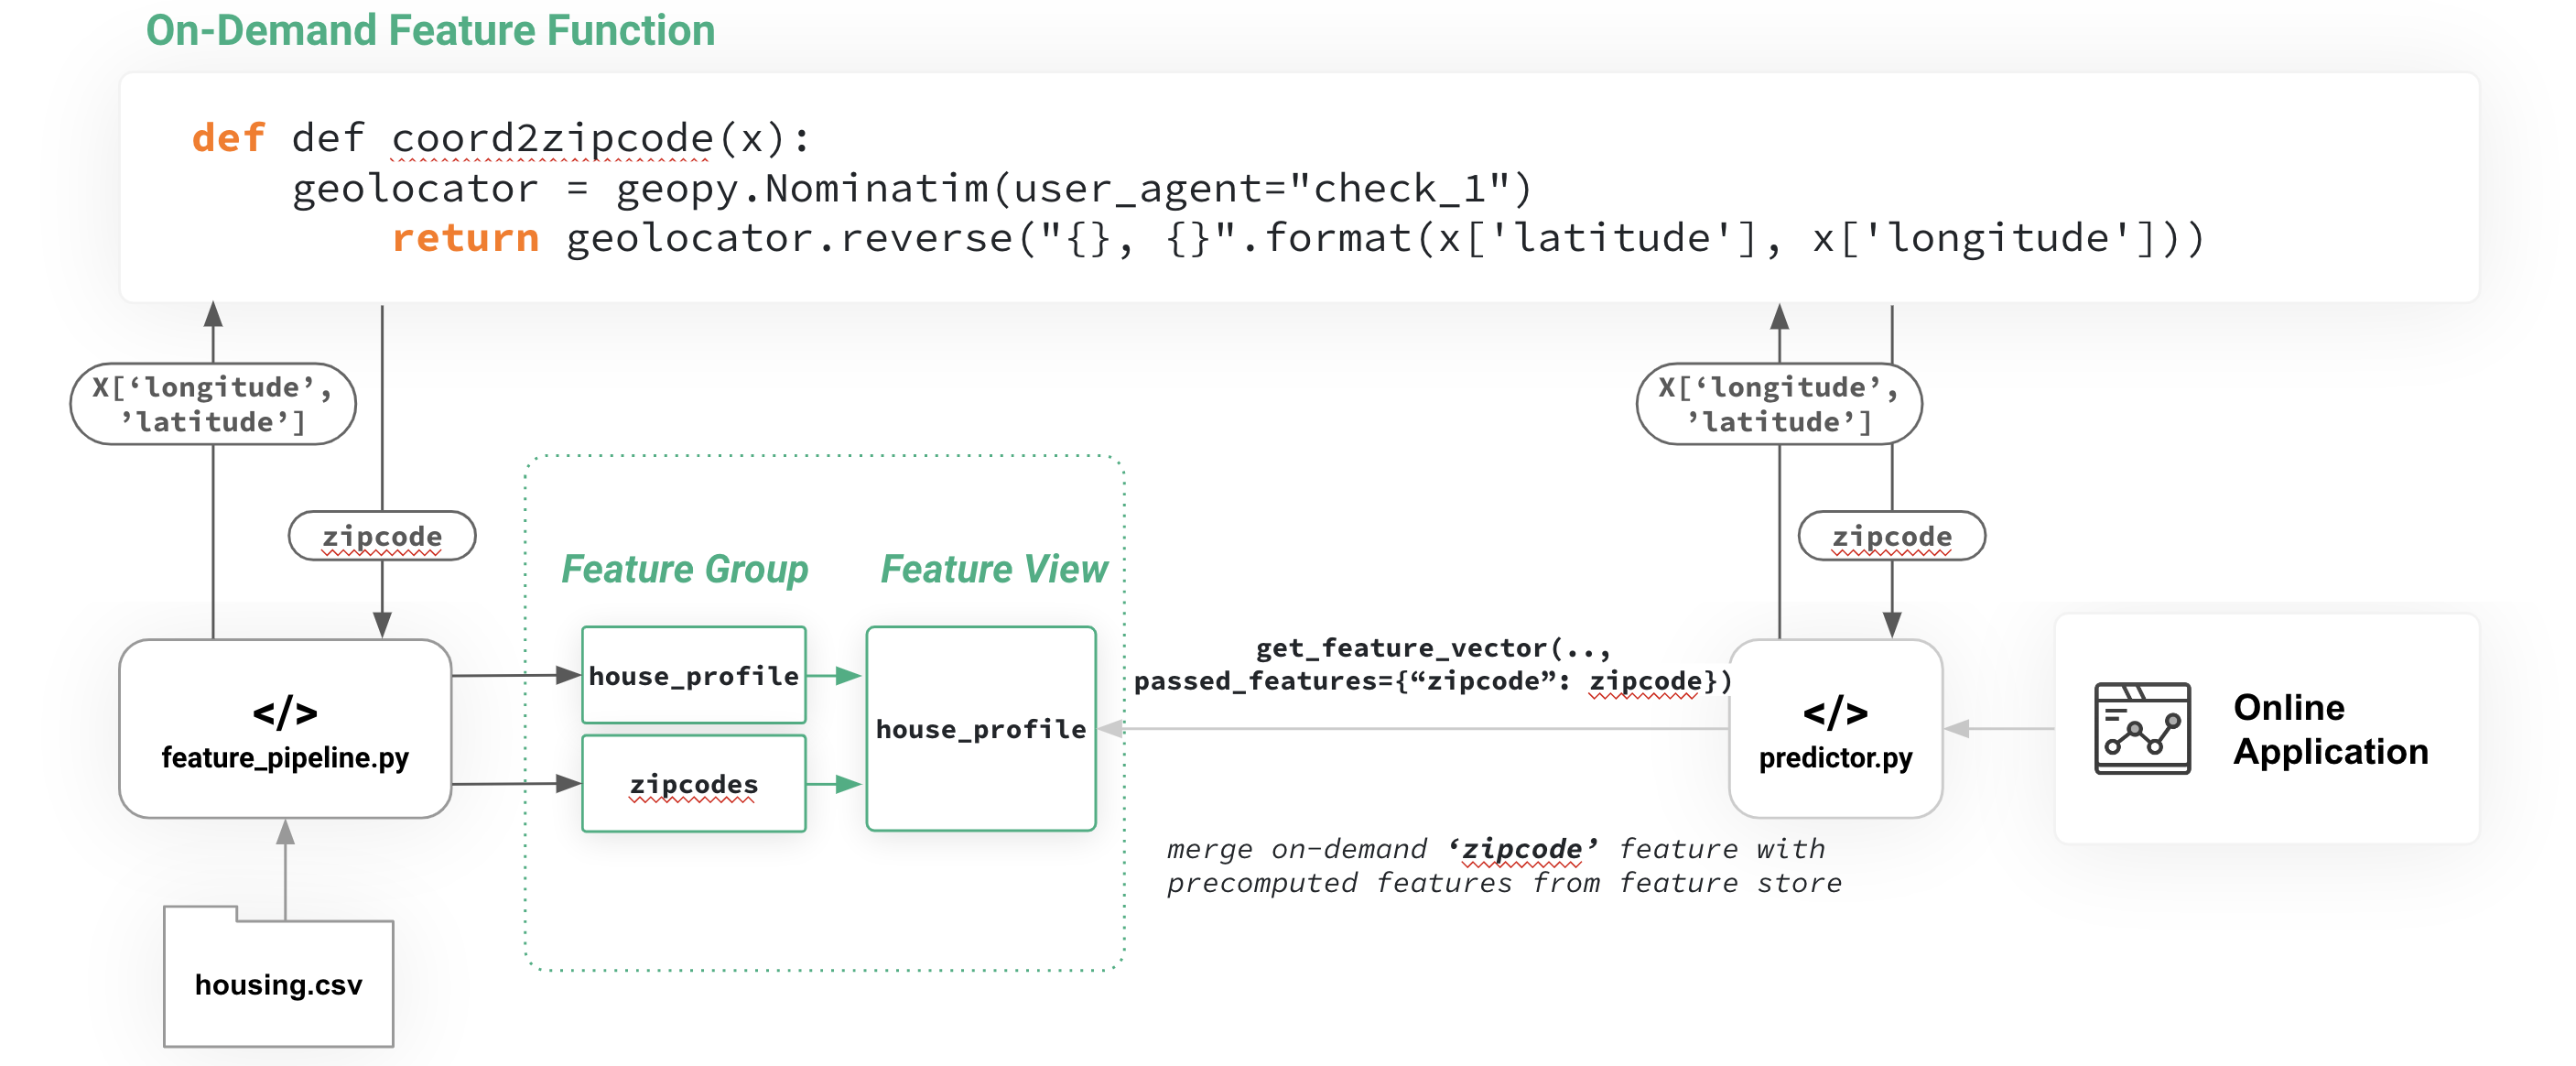 On-Demand Feature Function
def def coord2zipcode(x):
geolocator = geopy.Nominatim(user_agent="check_1")
return geolocator.reverse("{}, {}".format(x['latitude'], x['longitude']))
X[‘longitude’,
’latitude’]
zipcode
X[‘longitude’,
’latitude’]
zipcode
Feature Group
Feature View
house_profile
zipcodes
house_profile
</>
feature_pipeline.py
get_feature_vector(..,
passed_features={“zipcode”: zipcode})
</>
predictor.py
Online
Application
merge on-demand ‘zipcode’ feature with
precomputed features from feature store
housing.csv